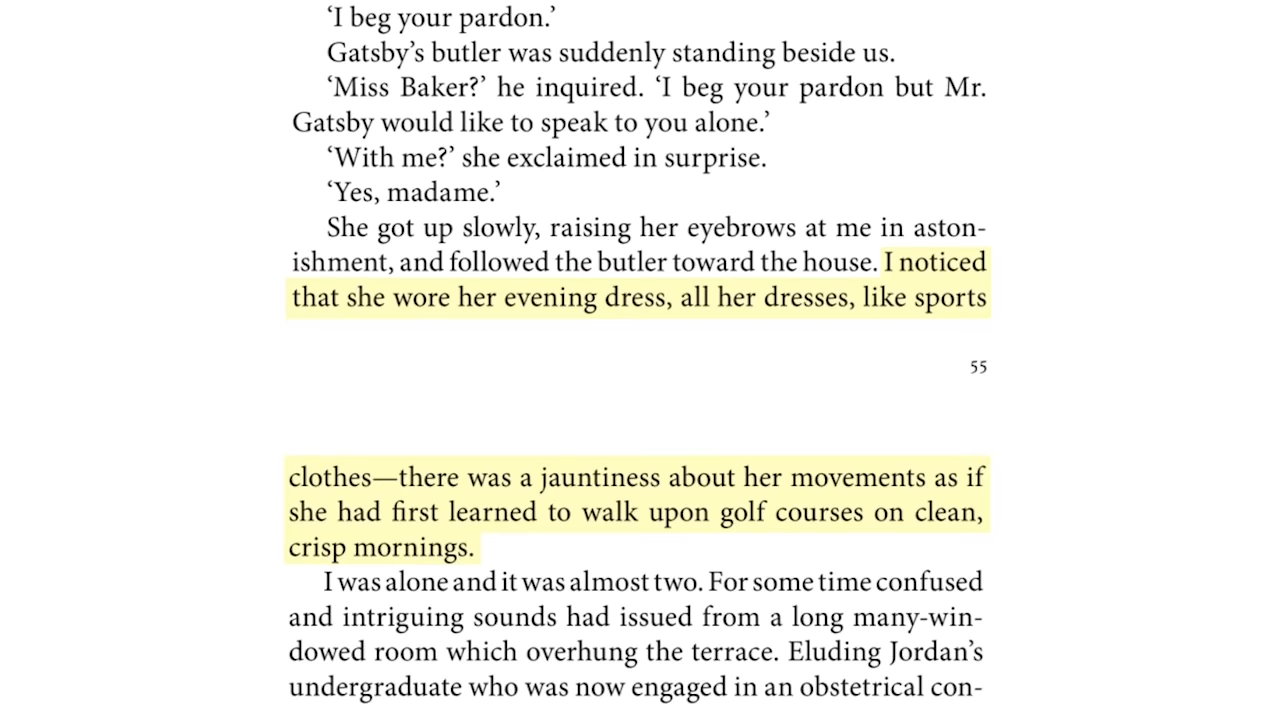 ‘I beg your pardon.’
Gatsby’s butler was suddenly standing beside us.
‘Miss Baker?’ he inquired. ‘I beg your pardon but Mr.
Gatsby would like to speak to you alone.’
‘With me?’ she exclaimed in surprise.
‘Yes, madame.’
She got up slowly, raising her eyebrows at me in aston-
ishment, and followed the butler toward the house. I noticed
that she wore her evening dress, all her dresses, like sports
55
clothes—there was a jauntiness about her movements as if
she had first learned to walk upon golf courses on clean,
crisp mornings.
I was alone and it was almost two. For some time confused
and intriguing sounds had issued from a long many-win-
dowed room which overhung the terrace. Eluding Jordan’s
undergraduate who was now engaged in an obstetrical con-